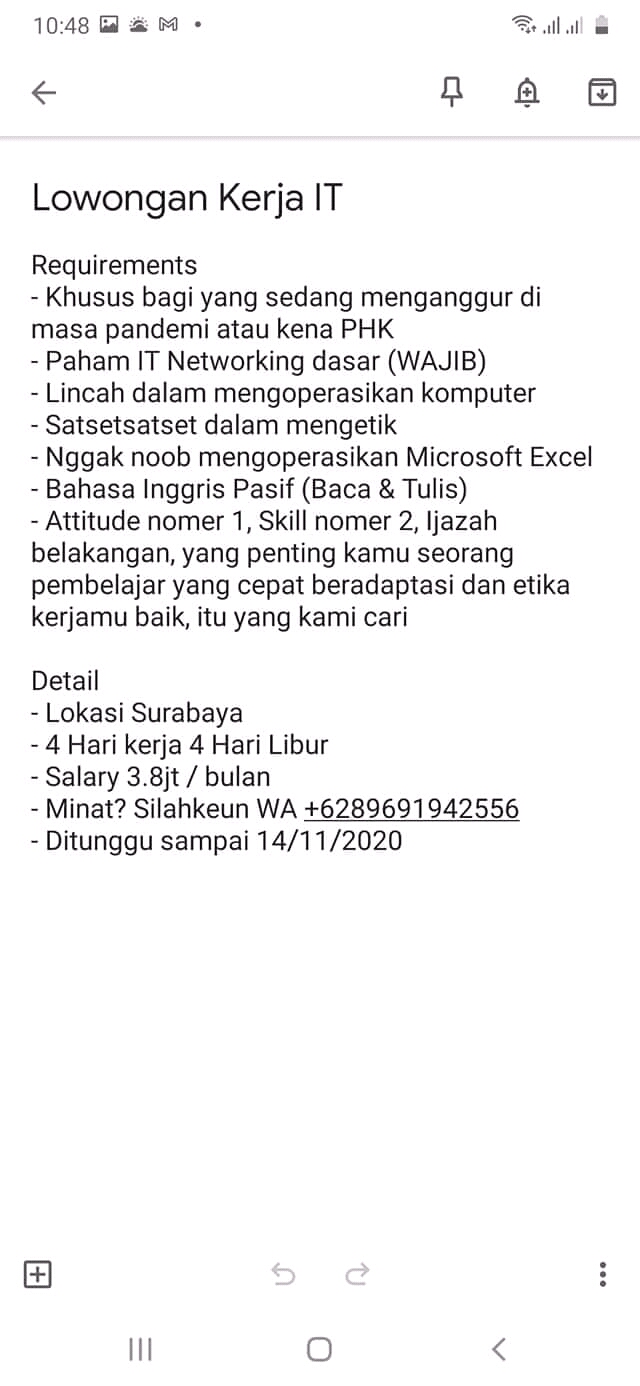 10:48
Lowongan Kerja IT
Requirements
- Khusus bagi yang sedang menganggur di
masa pandemi atau kena PHK
- Paham IT Networking dasar (WAJIB)
- Lincah dalam mengoperasikan komputer
- Satsetsatset dalam mengetik
- Nggak noob mengoperasikan Microsoft Excel
- Bahasa Inggris Pasif (Baca & Tulis)
- Attitude nomer 1, Skill nomer 2, Ijazah
belakangan, yang penting kamu seorang
pembelajar yang cepat beradaptasi dan etika
kerjamu baik, itu yang kami cari
Detail
- Lokasi Surabaya
- 4 Hari kerja 4 Hari Libur
- Salary 3.8jt / bulan
- Minat? Silahkeun WA +6289691942556
- Ditunggu sampai 14/11/2020